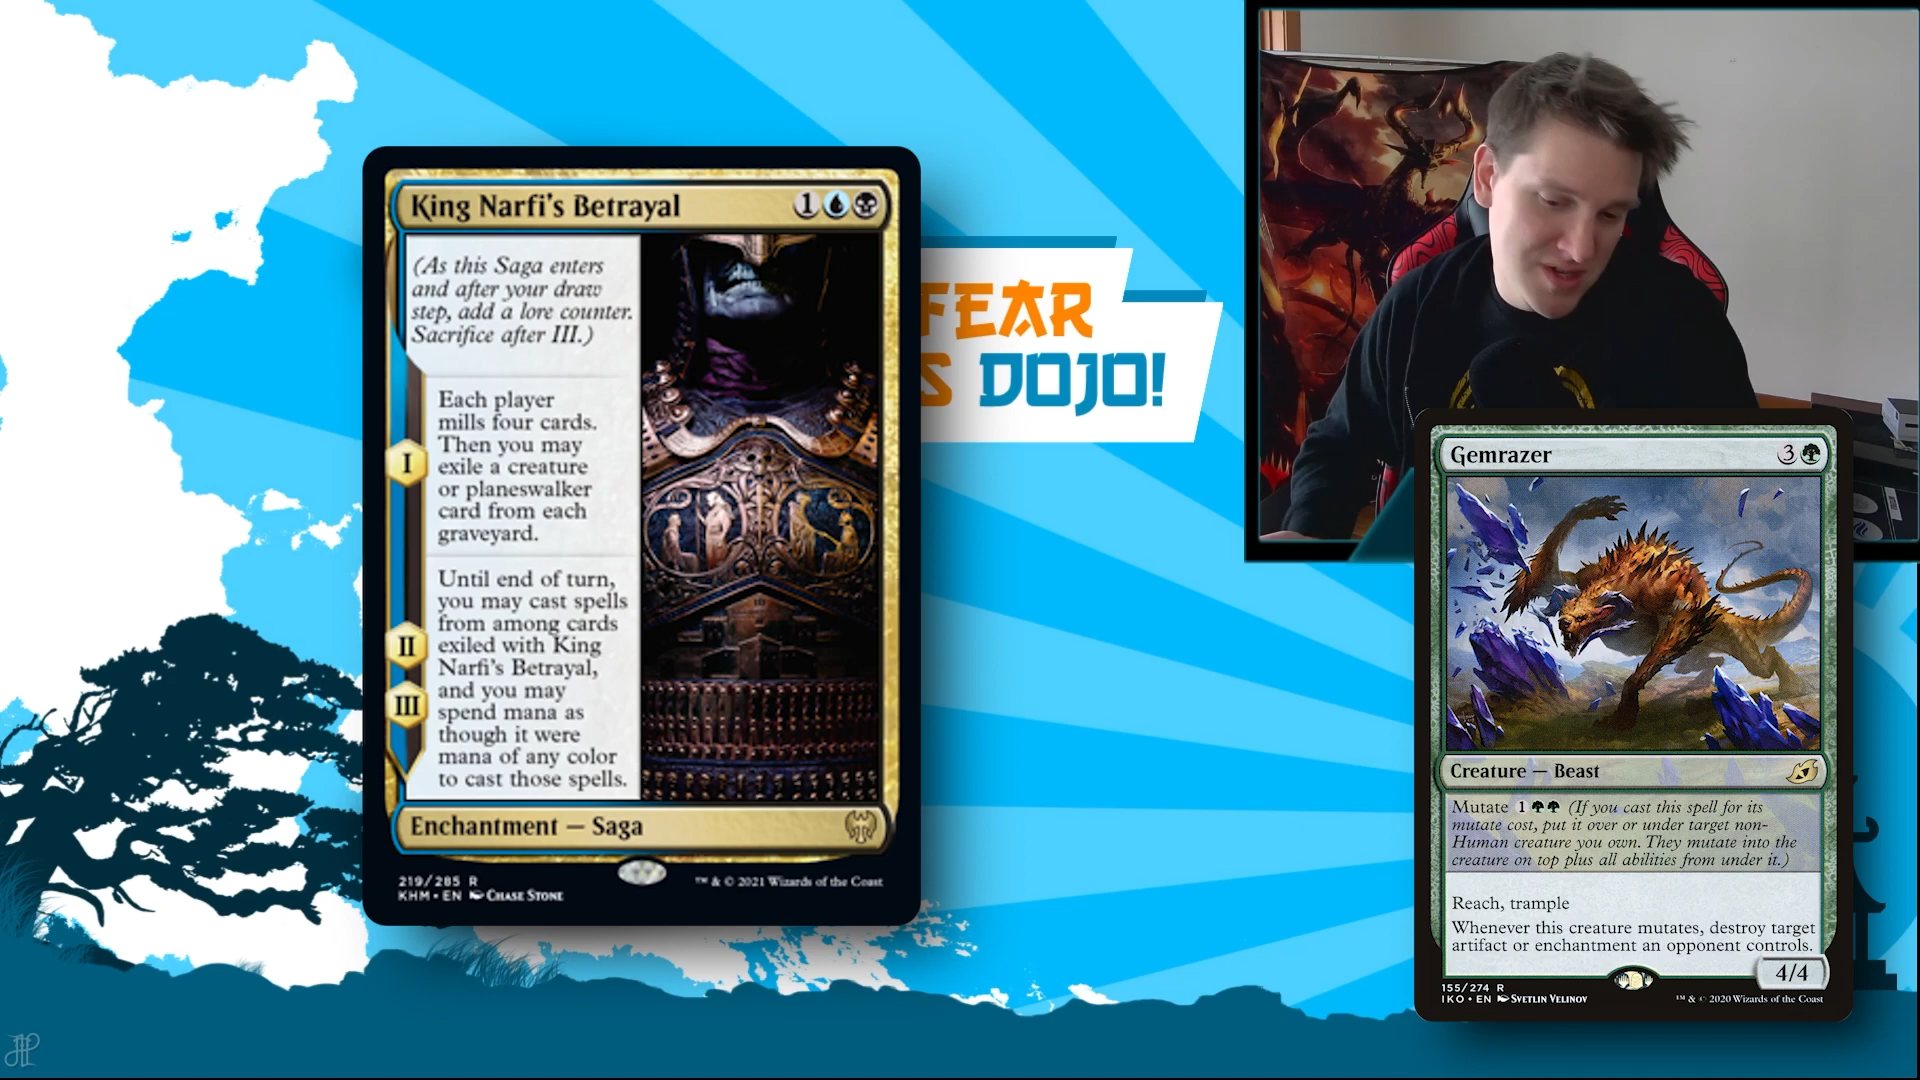 King Narfi's Betrayal 1
(As this Saga enters
and after your draw
step, add a lore counter.
Sacrifice after III.)
I
Each player
mills four cards.
Then you may
exile a creature
or planeswalker
card from each
graveyard.
II
III
Until end of turn,
you may cast spells
from among cards
exiled with King
Narfi's Betrayal,
and you may
spend mana as
though it were
mana of any color
to cast those spells.
Enchantment — Saga
219/285 R
KHM • EN CHASE STONE
™ & © 2021 Wizards of the Coast
FEAR
S DOJO!
Gemrazer 3
Creature — Beast
Mutate 1 (If you cast this spell for its
mutate cost, put it over or under target non-
Human creature you own. They mutate into the
creature on top plus all abilities from under it.)
Reach, trample
Whenever this creature mutates, destroy target
artifact or enchantment an opponent controls.
4/4
155/274 R
IKO • EN SVETLIN VELINOV
™ & © 2020 Wizards of the Coast